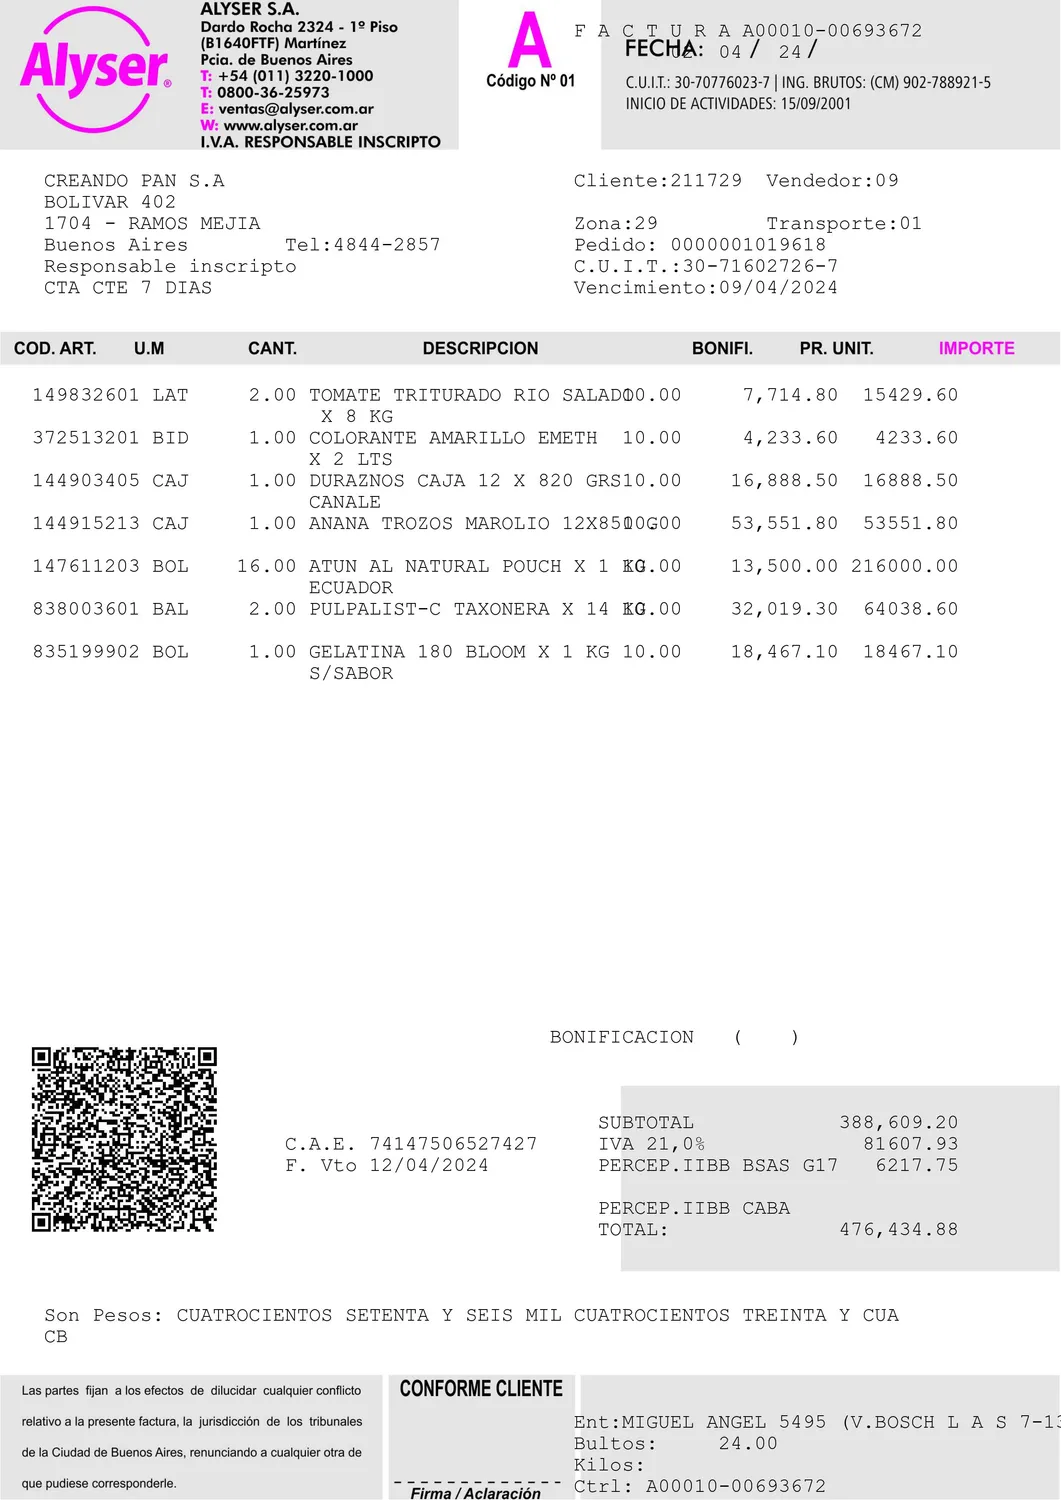 Alyser®
ALYSER S.A.
Dardo Rocha 2324 - 1º Piso
(B1640FTF) Martínez
Pcia. de Buenos Aires
T: +54 (011) 3220-1000
T: 0800-36-25973
E: ventas@alyser.com.ar
W: www.alyser.com.ar
I.V.A. RESPONSABLE INSCRIPTO
A
Código Nº 01
F A C T U R A A00010-00693672
FECHA: 02 04 / 24 /
C.U.I.T.: 30-70776023-7 | ING. BRUTOS: (CM) 902-788921-5
INICIO DE ACTIVIDADES: 15/09/2001
CREANDO PAN S.A Cliente:211729 Vendedor:09
BOLIVAR 402
1704 - RAMOS MEJIA Zona:29 Transporte:01
Buenos Aires Tel:4844-2857 Pedido: 0000001019618
Responsable inscripto C.U.I.T.:30-71602726-7
CTA CTE 7 DIAS Vencimiento:09/04/2024
COD. ART. U.M CANT. DESCRIPCION BONIFI. PR. UNIT. IMPORTE
149832601 LAT 2.00 TOMATE TRITURADO RIO SALADO 10.00 7,714.80 15429.60
X 8 KG
372513201 BID 1.00 COLORANTE AMARILLO EMETH 10.00 4,233.60 4233.60
X 2 LTS
144903405 CAJ 1.00 DURAZNOS CAJA 12 X 820 GRS 10.00 16,888.50 16888.50
CANALE
144915213 CAJ 1.00 ANANA TROZOS MAROLIO 12X850 G 10.00 53,551.80 53551.80
147611203 BOL 16.00 ATUN AL NATURAL POUCH X 1 KG 10.00 13,500.00 216000.00
ECUADOR
838003601 BAL 2.00 PULPALIST-C TAXONERA X 14 KG 10.00 32,019.30 64038.60
835199902 BOL 1.00 GELATINA 180 BLOOM X 1 KG 10.00 18,467.10 18467.10
S/SABOR
BONIFICACION ( )
SUBTOTAL 388,609.20
C.A.E. 74147506527427 IVA 21,0% 81607.93
F. Vto 12/04/2024 PERCEP.IIBB BSAS G17 6217.75
PERCEP.IIBB CABA
TOTAL: 476,434.88
Son Pesos: CUATROCIENTOS SETENTA Y SEIS MIL CUATROCIENTOS TREINTA Y CUA
CB
Las partes fijan a los efectos de dilucidar cualquier conflicto
relativo a la presente factura, la jurisdicción de los tribunales
de la Ciudad de Buenos Aires, renunciando a cualquier otra de
que pudiese corresponderle.
CONFORME CLIENTE
Firma / Aclaración
Ent:MIGUEL ANGEL 5495 (V.BOSCH L A S 7-13
Bultos: 24.00
Kilos:
Ctrl: A00010-00693672